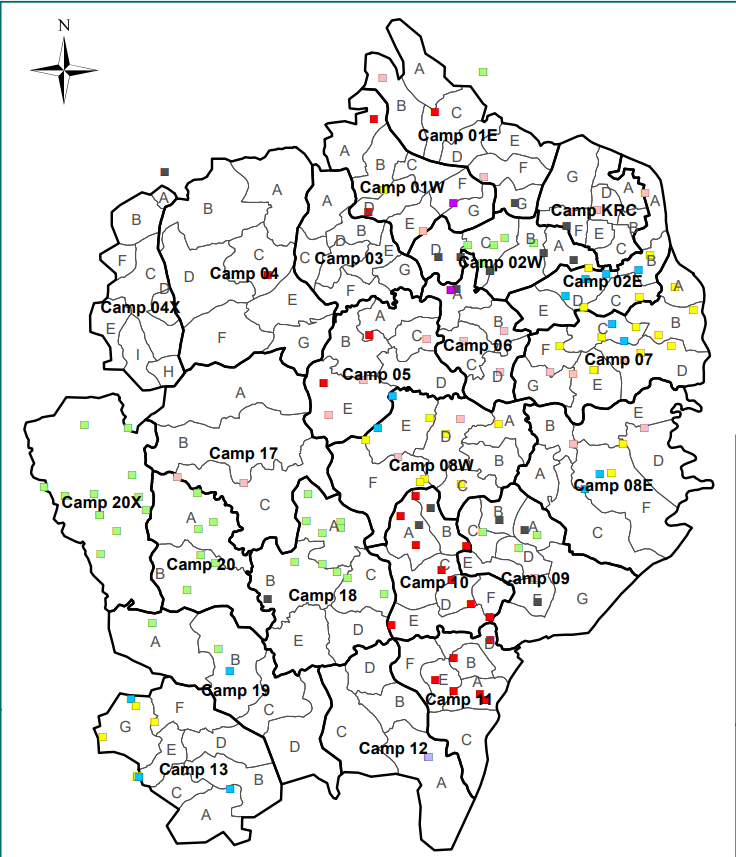 N
A
B
C
Camp 01E
D
E
F
G
A
B
C
Camp 01W
D
E
F
G
G
D A
Camp KRC
F E
B
C
A
B
Camp 04
C
D
E
F
G
A
B
F
C
D
Camp 04X
E
I
H
A
B
D
C
Camp 03
E
F
G
D
C
B
Camp 02W
A
A
A
B
Camp 02E
E
D
C
A
B
C
Camp 07
F
G
E
D
A
B
C
Camp 05
D
E
B
Camp 06
C
D
A
B
Camp 17
C
E
D
A
Camp 08W
B
F
C
B
E
A
D
Camp 08E
F
C
Camp 20X
A
Camp 20
B
A
B
C
Camp 18
D
E
A
B
C
Camp 10
D
F
E
B
C
A
D
E
Camp 09
F
G
A
B
Camp 19
C
D
D
F
B
E
A
Camp 11
C
D
B
C
Camp 12
A
F
G
E
D
Camp 13
B
C
A